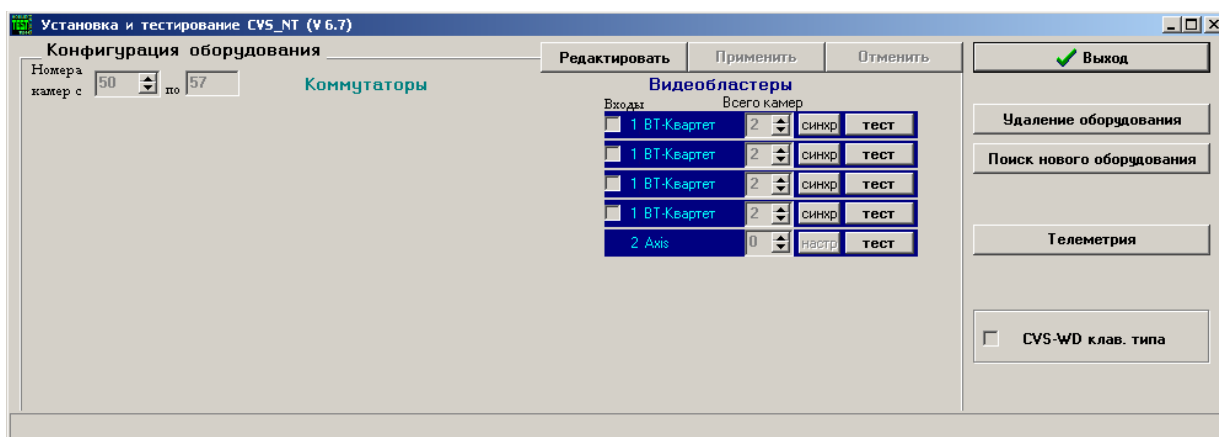 Установка и тестирование CVS_NT (V 6.7)
Конфигурация оборудования
Редактировать Применить Отменить
Выход
Номера
камер с 50 по 57
Коммутаторы
Видеобластеры
Входы Всего камер
1 ВТ-Квартет 2 синхр тест
1 ВТ-Квартет 2 синхр тест
1 ВТ-Квартет 2 синхр тест
1 ВТ-Квартет 2 синхр тест
2 Axis 0 настр тест
Удаление оборудования
Поиск нового оборудования
Телеметрия
CVS-WD клав. типа